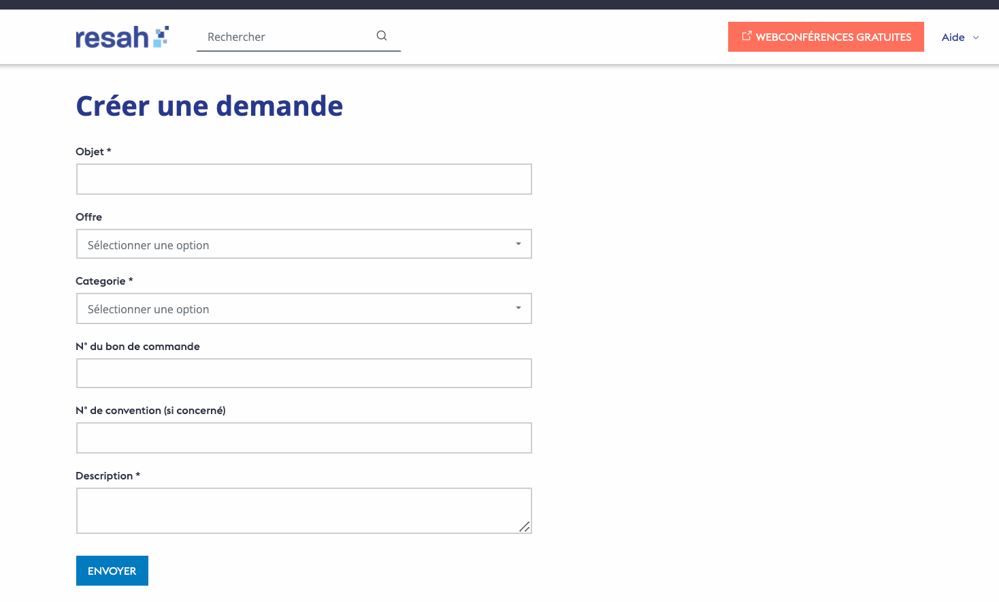 resah
Rechercher
WEBCONFÉRENCES GRATUITES
Aide
Créer une demande
Objet *
Offre
Sélectionner une option
Categorie *
Sélectionner une option
N° du bon de commande
N° de convention (si concerné)
Description *
ENVOYER